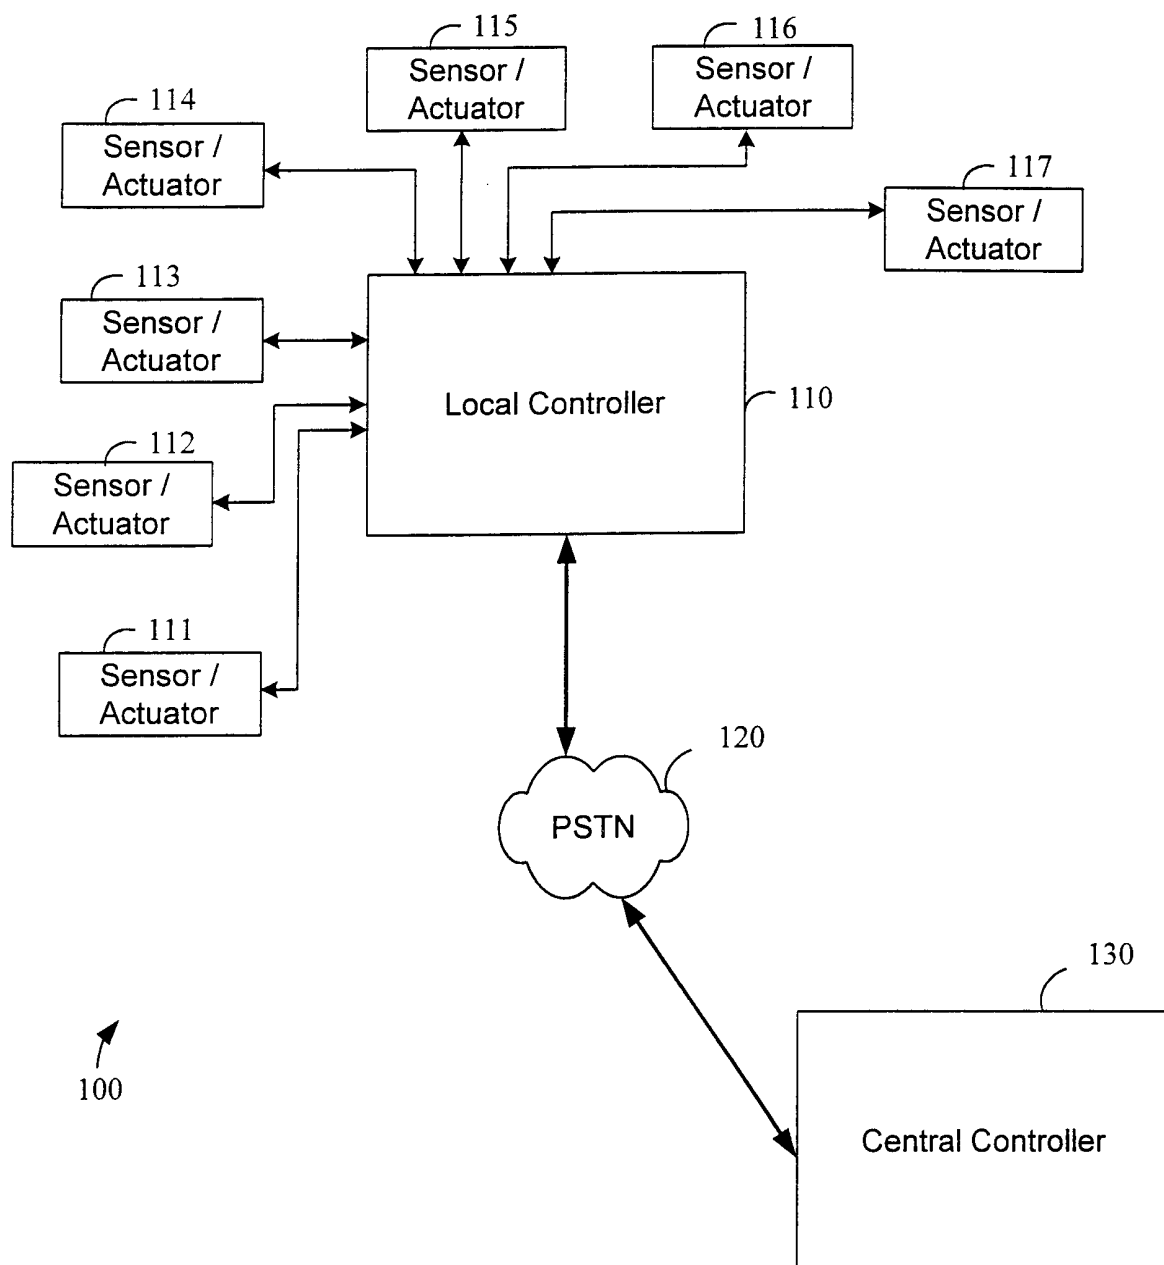 115
Sensor /
Actuator
116
Sensor /
Actuator
114
Sensor /
Actuator
117
Sensor /
Actuator
113
Sensor /
Actuator
Local Controller
110
112
Sensor /
Actuator
111
Sensor /
Actuator
120
PSTN
130
100
Central Controller